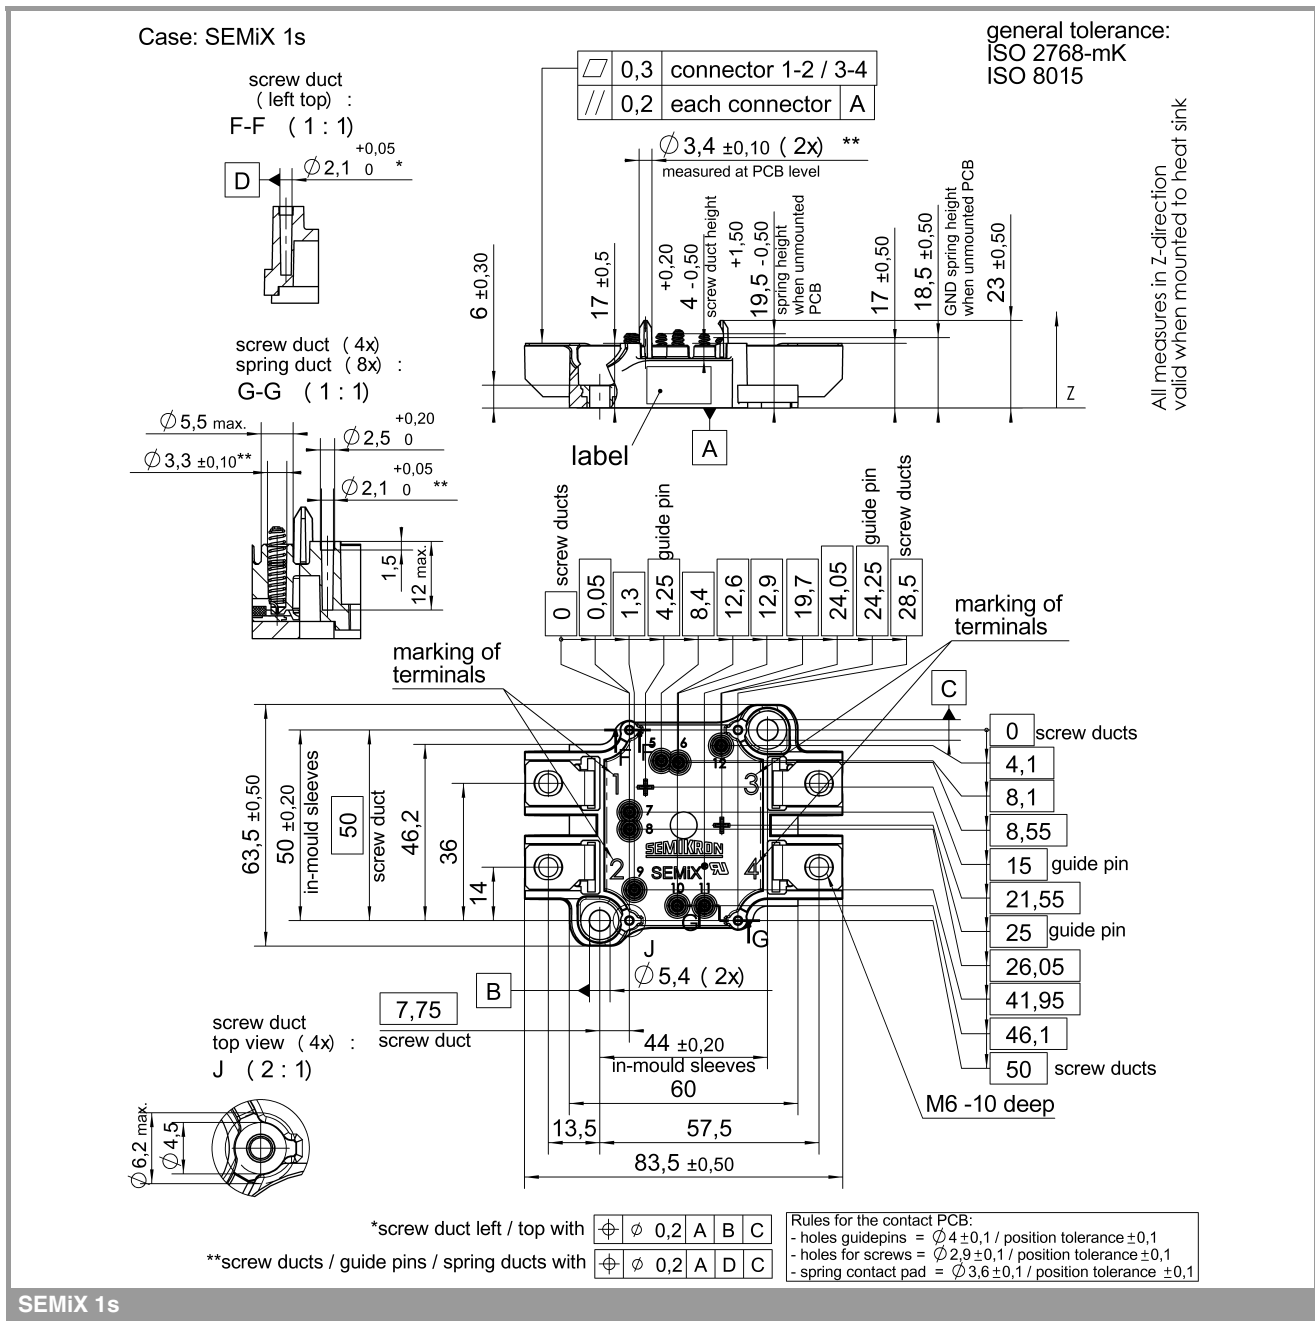 Case: SEMiX 1s
general tolerance:
ISO 2768-mK
ISO 8015
screw duct
( left top) :
F-F ( 1 : 1)
D
∅ 2,1 +0,05 0 *
▱ 0,3 connector 1-2 / 3-4
// 0,2 each connector A
∅ 3,4 ±0,10 ( 2x) **
measured at PCB level
6 ±0,30
17 ±0,5
4 +0,20 -0,50
screw duct height
19,5 +1,50 -0,50
spring height
when unmounted
PCB
17 ±0,50
18,5 ±0,50
GND spring height
when unmounted PCB
23 ±0,50
Z
All measures in Z-direction
valid when mounted to heat sink
label
A
screw duct ( 4x)
spring duct ( 8x) :
G-G ( 1 : 1)
∅ 5,5 max.
∅ 2,5 +0,20 0
∅ 3,3 ±0,10**
∅ 2,1 +0,05 0 **
1,5
12 max.
0 screw ducts
0,05
1,3
4,25 guide pin
8,4
12,6
12,9
19,7
24,05
24,25 guide pin
28,5 screw ducts
marking of
terminals
marking of
terminals
C
63,5 ±0,50
50 ±0,20
in-mould sleeves
50
screw duct
46,2
36
14
F
F
5
6
12
1
3
7
8
SEMIKRON
2
SEMiX
4
9
10
11
G
G
J
0 screw ducts
4,1
8,1
8,55
15 guide pin
21,55
25 guide pin
26,05
41,95
46,1
50 screw ducts
B
∅ 5,4 ( 2x)
7,75
screw duct
44 ±0,20
in-mould sleeves
60
M6 -10 deep
13,5
57,5
83,5 ±0,50
screw duct
top view ( 4x) :
J ( 2 : 1)
∅ 6,2 max.
∅ 4,5
*screw duct left / top with ⌖ ∅ 0,2 A B C
**screw ducts / guide pins / spring ducts with ⌖ ∅ 0,2 A D C
Rules for the contact PCB:
- holes guidepins = ∅ 4±0,1 / position tolerance±0,1
- holes for screws = ∅ 2,9±0,1 / position tolerance±0,1
- spring contact pad = ∅ 3,6±0,1 / position tolerance ±0,1
SEMiX 1s